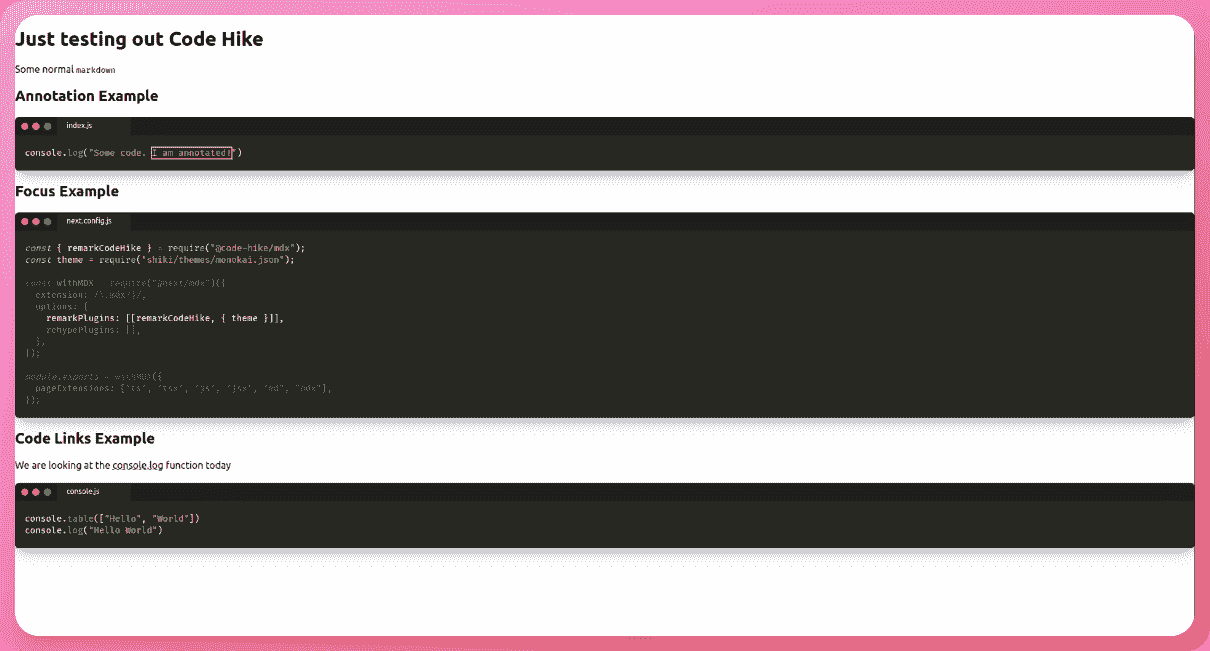 Just testing out Code Hike
Some normal markdown
Annotation Example
index.js
console.log("Some code. I am annotated!")
Focus Example
next.config.js
const { remarkCodeHike } = require("@code-hike/mdx");
const theme = require("shiki/themes/monokai.json");
const withMDX = require("@next/mdx")({
extension: /\.mdx?$/,
options: {
remarkPlugins: [[remarkCodeHike, { theme }]],
rehypePlugins: [],
},
});
module.exports = withMDX({
pageExtensions: ["ts", "tsx", "js", "jsx", "md", "mdx"],
});
Code Links Example
We are looking at the console.log function today
console.js
console.table(["Hello", "World"])
console.log("Hello World")